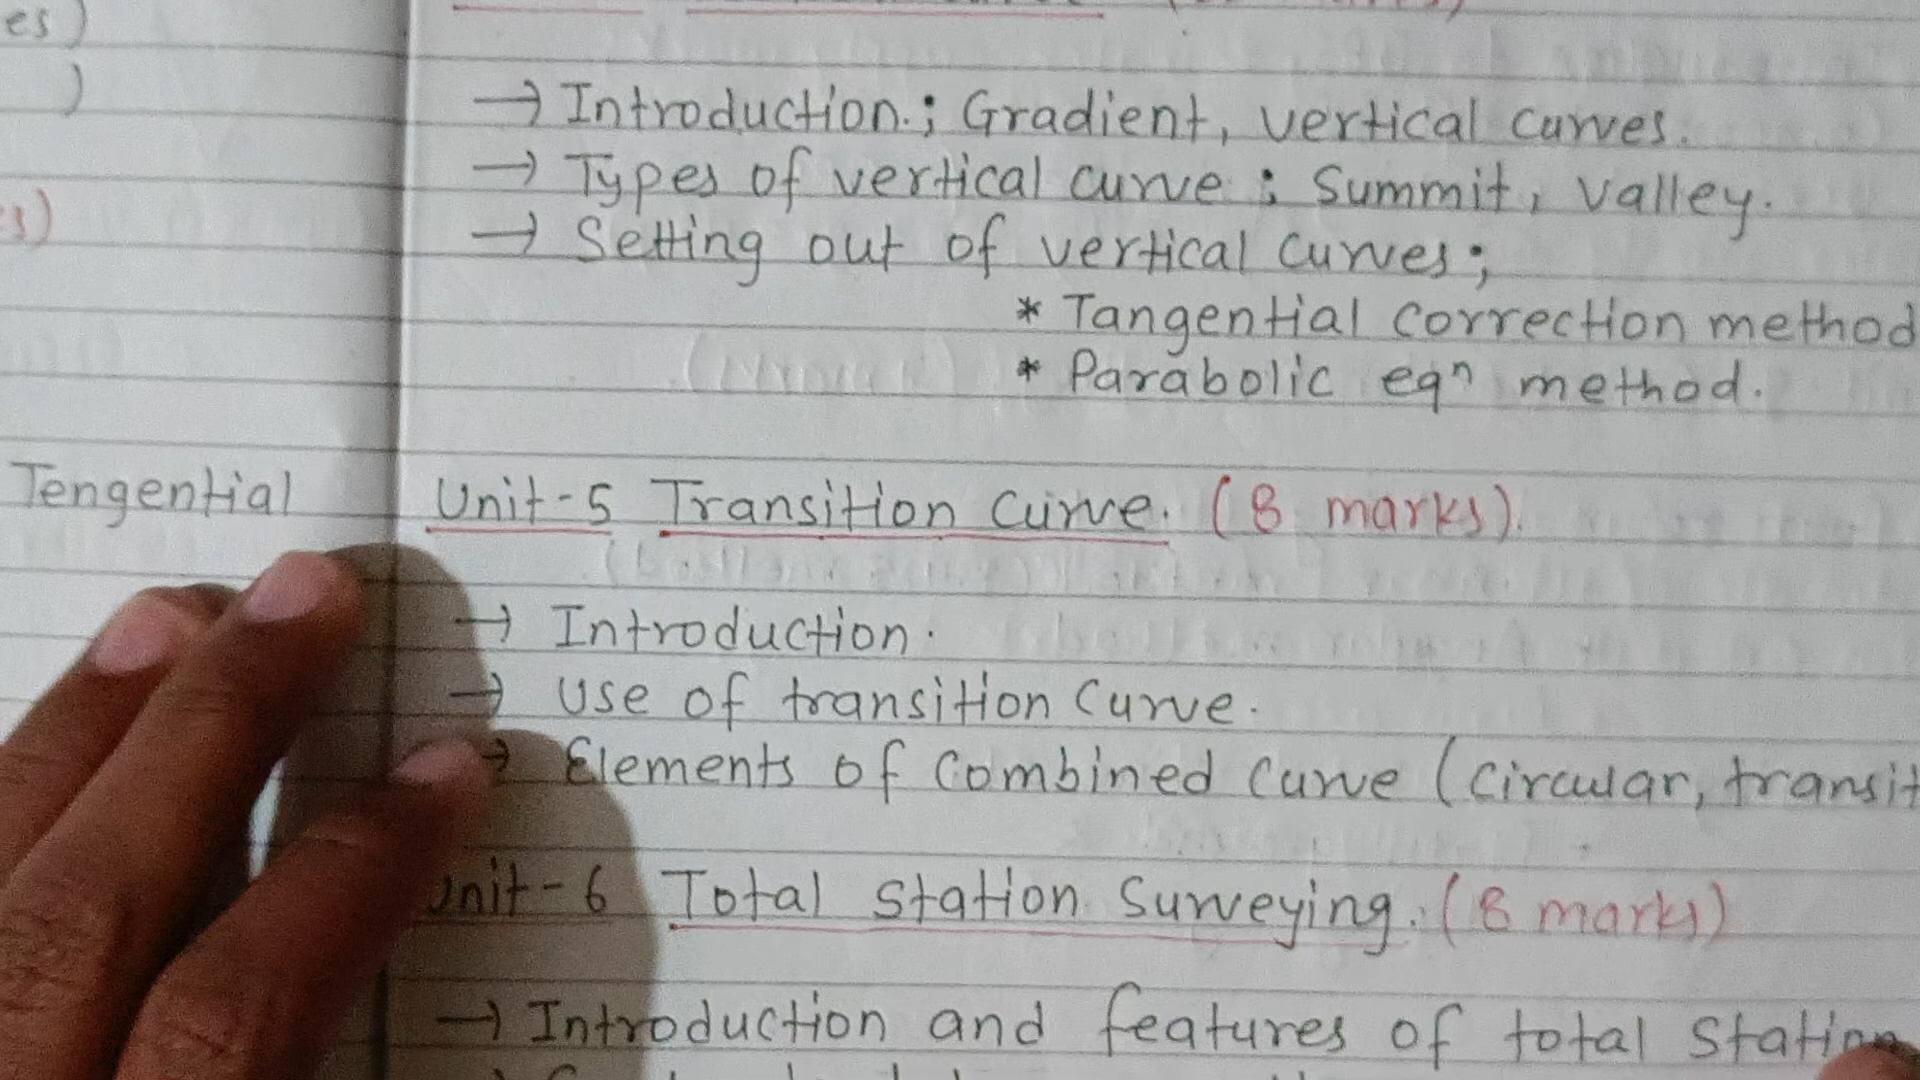 es)
)
s)
Tengential
→ Introduction.; Gradient, vertical curves.
→ Types of vertical curve ; Summit, valley.
→ Setting out of vertical curves;
* Tangential correction method
* Parabolic eqⁿ method.
Unit-5 Transition Curve. (8 marks).
→ Introduction.
→ Use of transition Curve.
→ Elements of Combined Curve (Circular, transit
Unit-6 Total Station Surveying. (8 marks)
→ Introduction and features of total Station